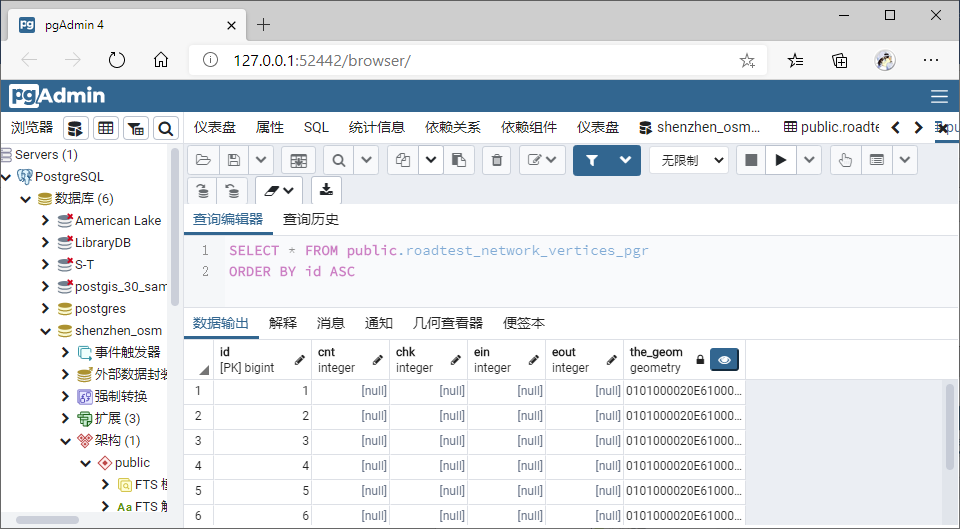 pgAdmin 4
127.0.0.1:52442/browser/
pgAdmin
浏览器
仪表盘 属性 SQL 统计信息 依赖关系 依赖组件 仪表盘 shenzhen_osm... public.roadte
Servers (1)
PostgreSQL
数据库 (6)
American Lake
LibraryDB
S-T
postgis_30_sam
postgres
shenzhen_osm
事件触发器
外部数据封装
强制转换
扩展 (3)
架构 (1)
public
FTS 模
Aa FTS 解
无限制
查询编辑器 查询历史
1 SELECT * FROM public.roadtest_network_vertices_pgr
2 ORDER BY id ASC
数据输出 解释 消息 通知 几何查看器 便签本
id cnt chk ein eout the_geom
[PK] bigint integer integer integer integer geometry
1 1 [null] [null] [null] [null] 0101000020E61000...
2 2 [null] [null] [null] [null] 0101000020E61000...
3 3 [null] [null] [null] [null] 0101000020E61000...
4 4 [null] [null] [null] [null] 0101000020E61000...
5 5 [null] [null] [null] [null] 0101000020E61000...
6 6 [null] [null] [null] [null] 0101000020E61000...